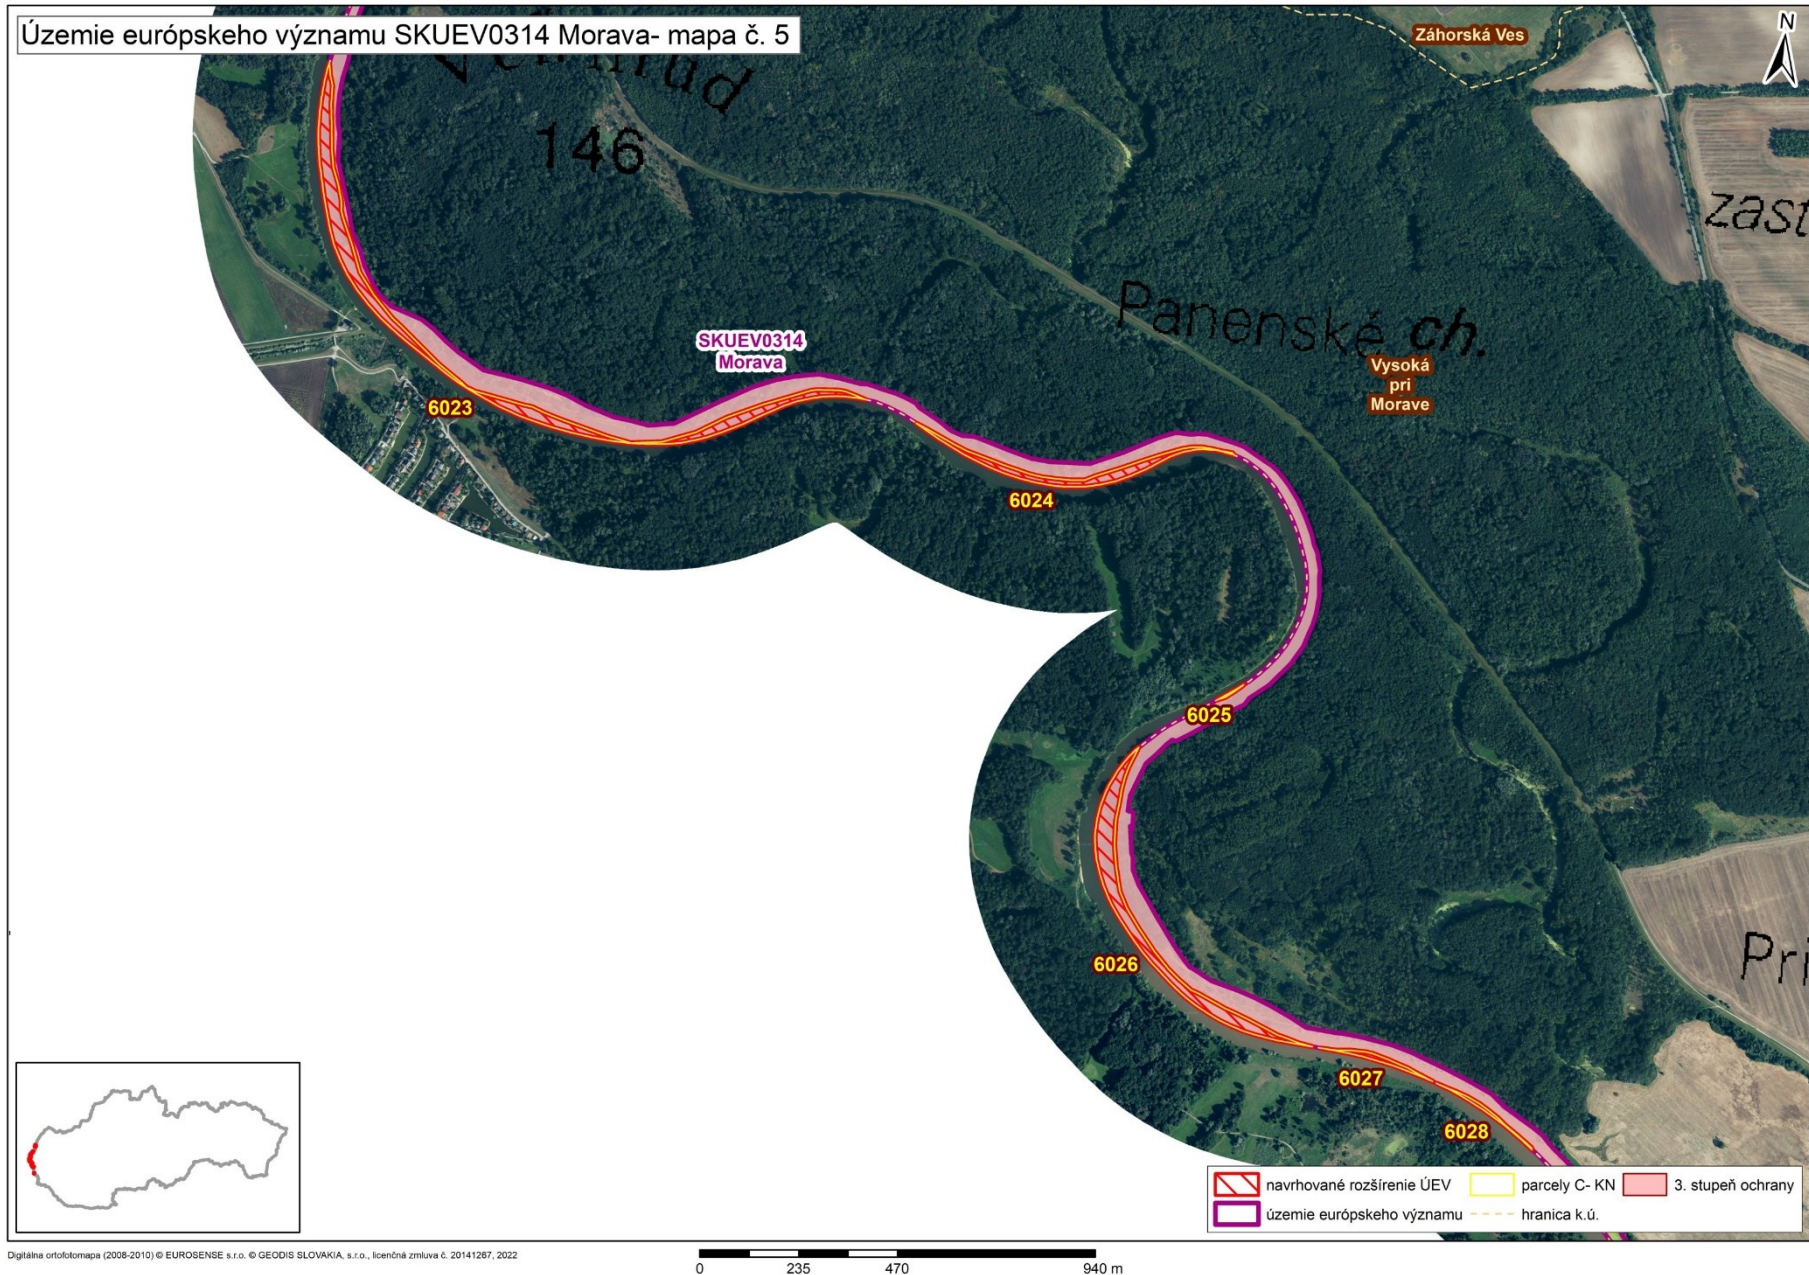 Územie európskeho významu SKUEV0314 Morava- mapa č. 5
Záhorská Ves
N
146
zast
Panenské ch.
SKUEV0314
Morava
Vysoká
pri
Morave
6023
6024
6025
6026
Pri
6027
6028
navrhované rozšírenie ÚEV
parcely C- KN
3. stupeň ochrany
územie európskeho významu
hranica k.ú.
Digitálna ortofotomapa (2008-2010) © EUROSENSE s.r.o. © GEODIS SLOVAKIA, s.r.o., licenčná zmluva č. 20141267, 2022
0 235 470 940 m